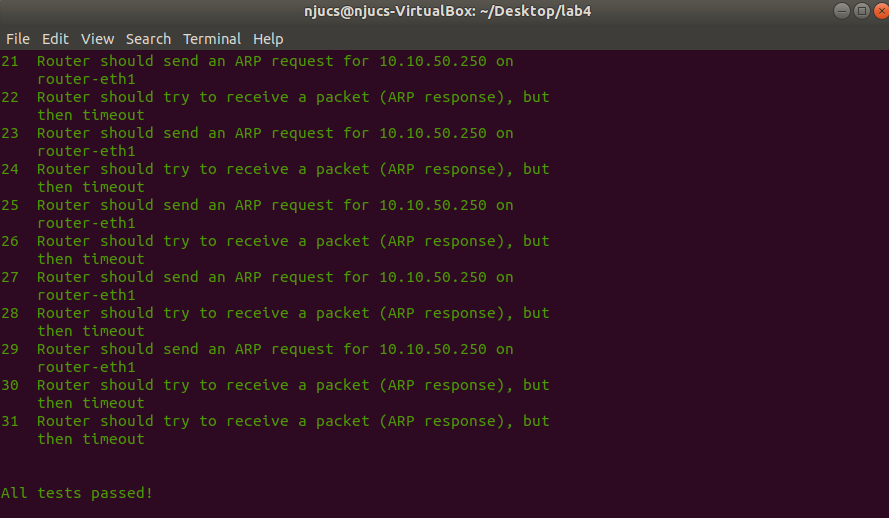 njucs@njucs-VirtualBox: ~/Desktop/lab4
File Edit View Search Terminal Help
21 Router should send an ARP request for 10.10.50.250 on
router-eth1
22 Router should try to receive a packet (ARP response), but
then timeout
23 Router should send an ARP request for 10.10.50.250 on
router-eth1
24 Router should try to receive a packet (ARP response), but
then timeout
25 Router should send an ARP request for 10.10.50.250 on
router-eth1
26 Router should try to receive a packet (ARP response), but
then timeout
27 Router should send an ARP request for 10.10.50.250 on
router-eth1
28 Router should try to receive a packet (ARP response), but
then timeout
29 Router should send an ARP request for 10.10.50.250 on
router-eth1
30 Router should try to receive a packet (ARP response), but
then timeout
31 Router should try to receive a packet (ARP response), but
then timeout
All tests passed!